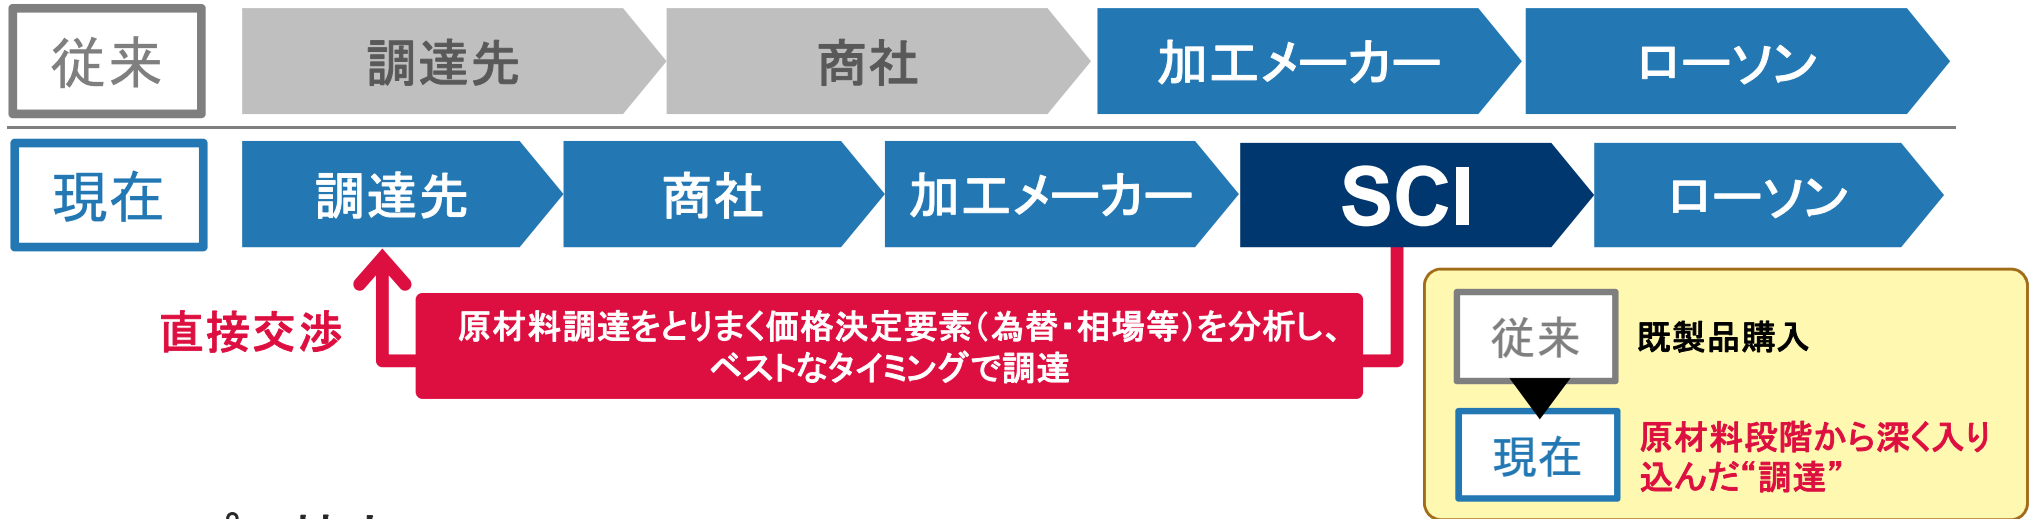 従来
調達先
商社
加工メーカー
ローソン
現在
調達先
商社
加工メーカー
SCI
ローソン
直接交渉
原材料調達をとりまく価格決定要素（為替・相場等）を分析し、
ベストなタイミングで調達
従来
既製品購入
現在
原材料段階から深く入り
込んだ“調達”